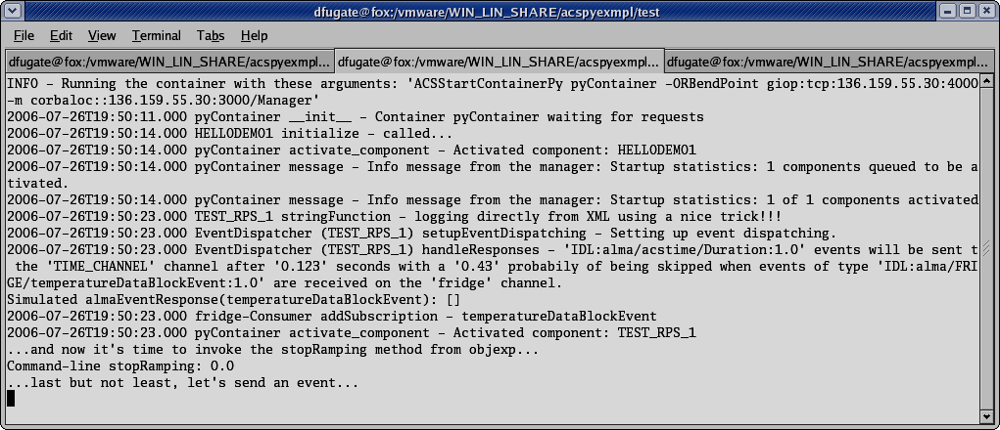 dfugate@fox:/vmware/WIN_LIN_SHARE/acspyexmpl/test
File Edit View Terminal Tabs Help
dfugate@fox:/vmware/WIN_LIN_SHARE/acspyexmpl... dfugate@fox:/vmware/WIN_LIN_SHARE/acspyexmpl... dfugate@fox:/vmware/WIN_LIN_SHARE/acspyexmpl...
INFO - Running the container with these arguments: 'ACSStartContainerPy pyContainer -ORBendPoint giop:tcp:136.159.55.30:4000
-m corbaloc::136.159.55.30:3000/Manager'
2006-07-26T19:50:11.000 pyContainer __init__ - Container pyContainer waiting for requests
2006-07-26T19:50:14.000 HELLODEMO1 initialize - called...
2006-07-26T19:50:14.000 pyContainer activate_component - Activated component: HELLODEMO1
2006-07-26T19:50:14.000 pyContainer message - Info message from the manager: Startup statistics: 1 components queued to be a
tivated.
2006-07-26T19:50:14.000 pyContainer message - Info message from the manager: Startup statistics: 1 of 1 components activated
2006-07-26T19:50:23.000 TEST_RPS_1 stringFunction - logging directly from XML using a nice trick!!!
2006-07-26T19:50:23.000 EventDispatcher (TEST_RPS_1) setupEventDispatching - Setting up event dispatching.
2006-07-26T19:50:23.000 EventDispatcher (TEST_RPS_1) handleResponses - 'IDL:alma/acstime/Duration:1.0' events will be sent t
 the 'TIME_CHANNEL' channel after '0.123' seconds with a '0.43' probabily of being skipped when events of type 'IDL:alma/FRI
GE/temperatureDataBlockEvent:1.0' are received on the 'fridge' channel.
Simulated almaEventResponse(temperatureDataBlockEvent): []
2006-07-26T19:50:23.000 fridge-Consumer addSubscription - temperatureDataBlockEvent
2006-07-26T19:50:23.000 pyContainer activate_component - Activated component: TEST_RPS_1
...and now it's time to invoke the stopRamping method from objexp...
Command-line stopRamping: 0.0
...last but not least, let's send an event...